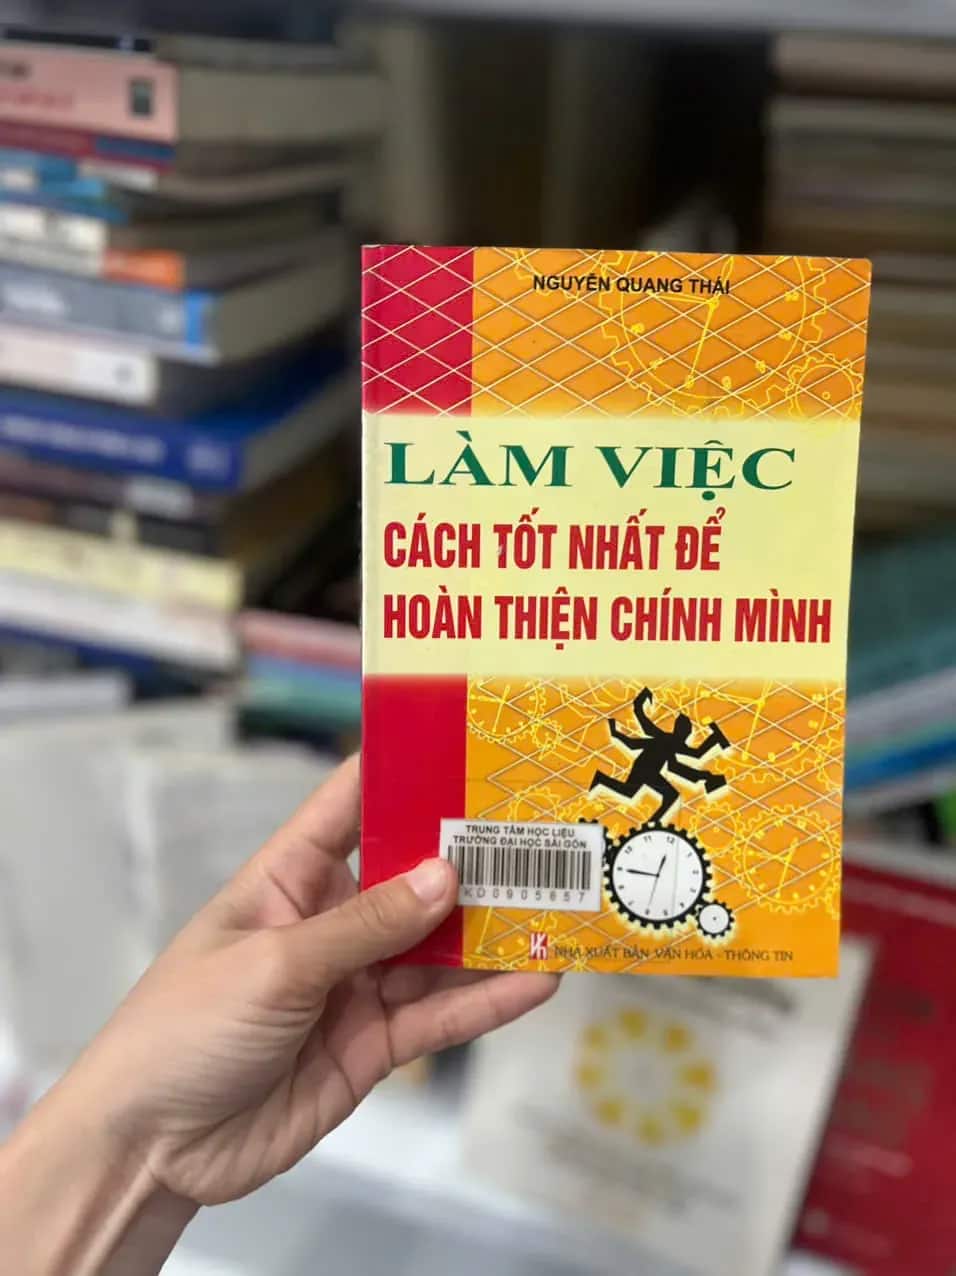 NGUYỄN QUANG THÁI
LÀM VIỆC
CÁCH TỐT NHẤT ĐỂ
HOÀN THIỆN CHÍNH MÌNH
TRUNG TÂM HỌC LIỆU
TRƯỜNG ĐẠI HỌC SÀI GÒN
KD0905657
NHÀ XUẤT BẢN VĂN HÓA - THÔNG TIN